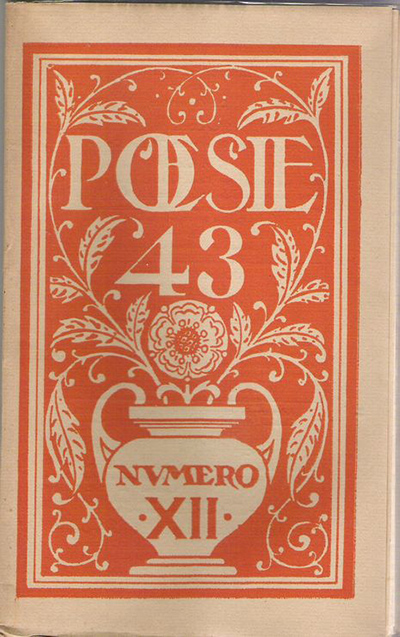 PŒSIE
43
NVMERO
·XII·